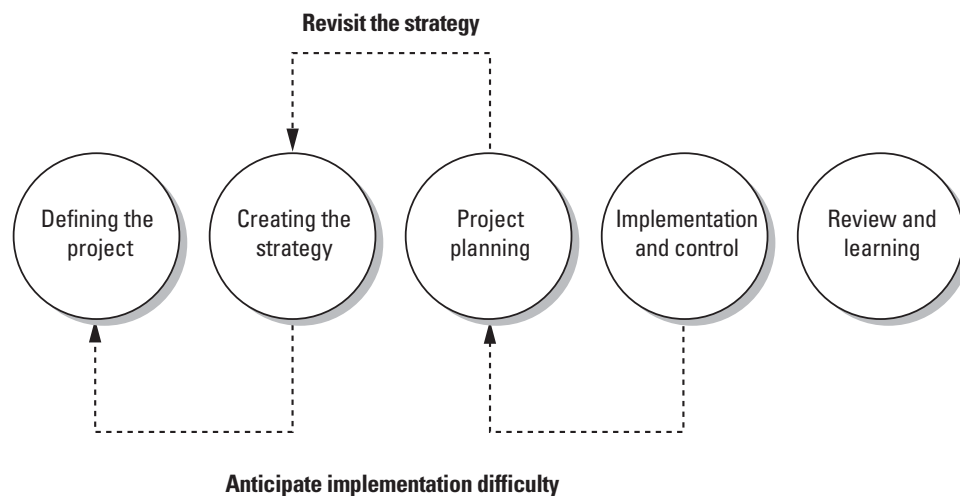 Revisit the strategy
Defining the
project
Creating the
strategy
Project
planning
Implementation
and control
Review and
learning
Anticipate implementation difficulty